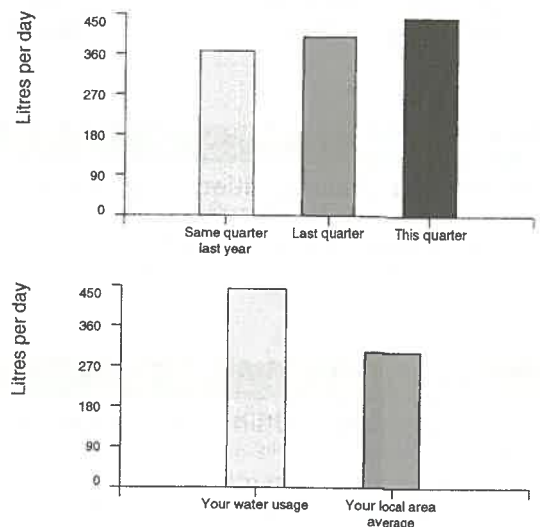 Litres per day
450
360
270
180
90
0
Same quarter
last year
Last quarter
This quarter
Litres per day
450
360
270
180
90
0
Your water usage
Your local area
average